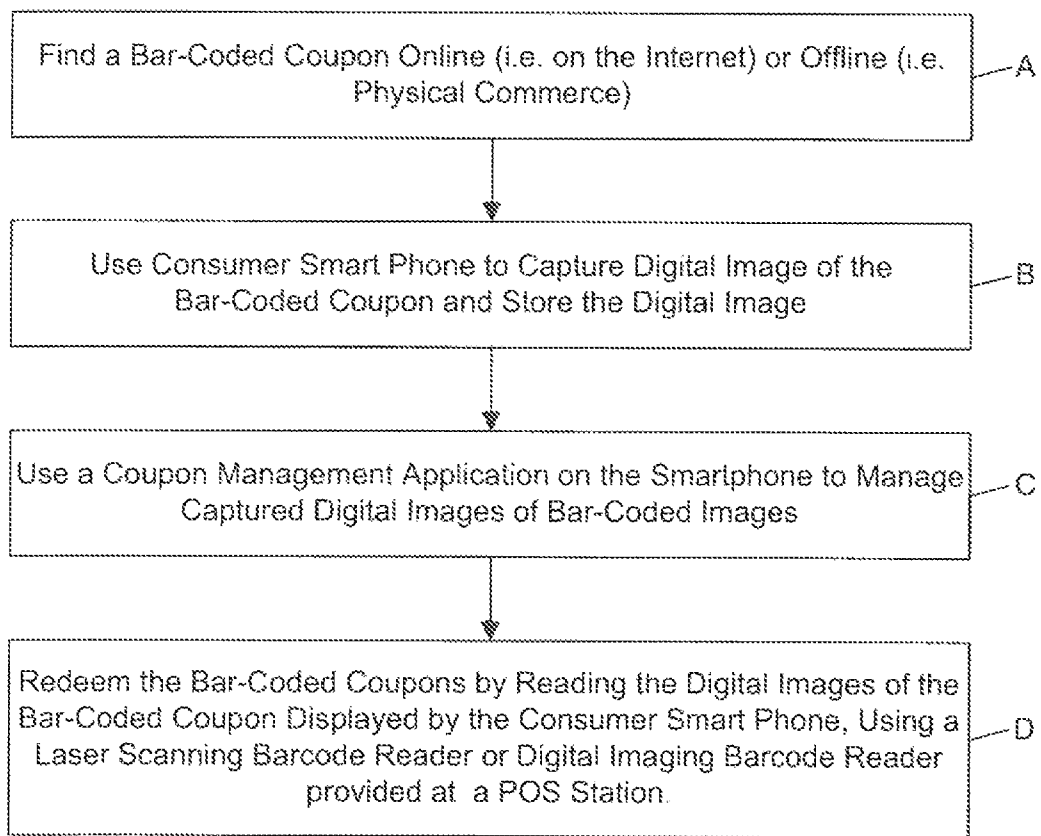 Find a Bar-Coded Coupon Online (i.e. on the Internet) or Offline (i.e.
Physical Commerce)
A
Use Consumer Smart Phone to Capture Digital Image of the
Bar-Coded Coupon and Store the Digital Image
B
Use a Coupon Management Application on the Smartphone to Manage
Captured Digital Images of Bar-Coded Images
C
Redeem the Bar-Coded Coupons by Reading the Digital Images of the
Bar-Coded Coupon Displayed by the Consumer Smart Phone, Using a
Laser Scanning Barcode Reader or Digital Imaging Barcode Reader
provided at a POS Station.
D